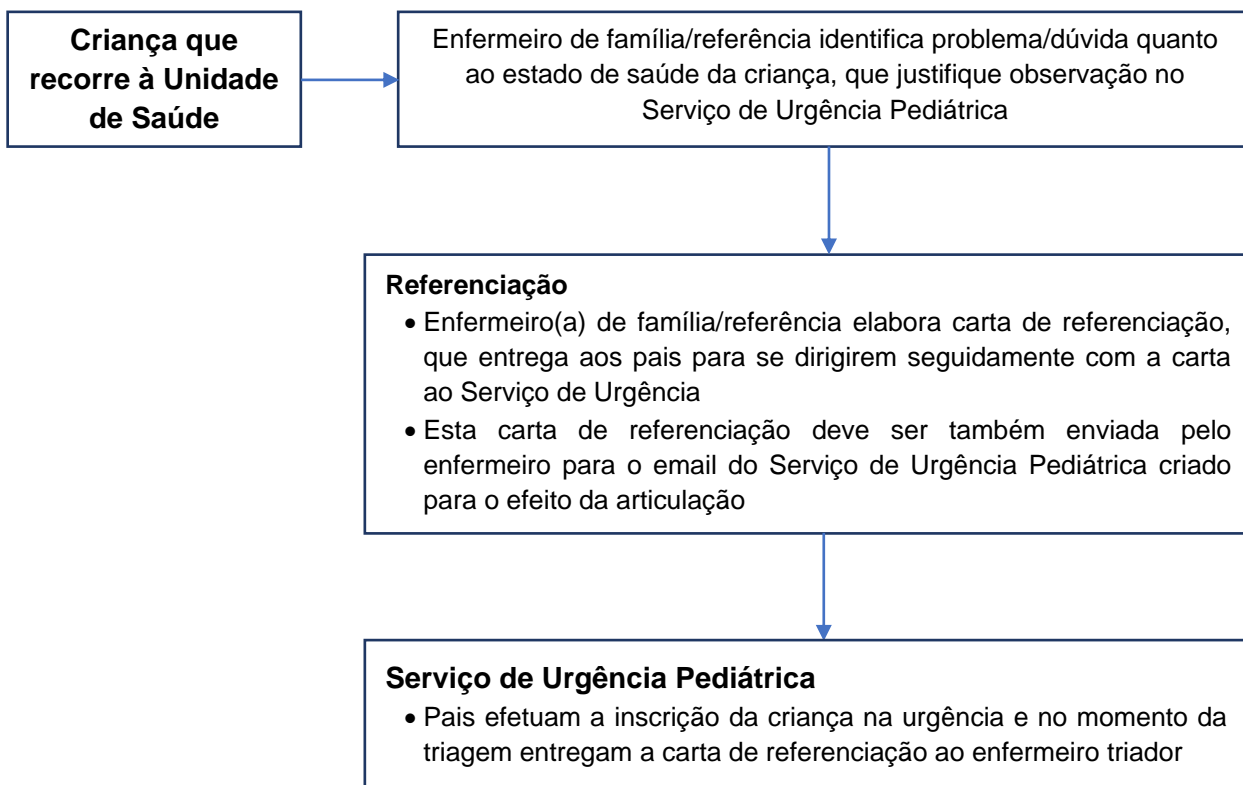 Criança que
recorre à Unidade
de Saúde
Enfermeiro de família/referência identifica problema/dúvida quanto
ao estado de saúde da criança, que justifique observação no
Serviço de Urgência Pediátrica
Referenciação
• Enfermeiro(a) de família/referência elabora carta de referenciação,
que entrega aos pais para se dirigirem seguidamente com a carta
ao Serviço de Urgência
• Esta carta de referenciação deve ser também enviada pelo
enfermeiro para o email do Serviço de Urgência Pediátrica criado
para o efeito da articulação
Serviço de Urgência Pediátrica
• Pais efetuam a inscrição da criança na urgência e no momento da
triagem entregam a carta de referenciação ao enfermeiro triador